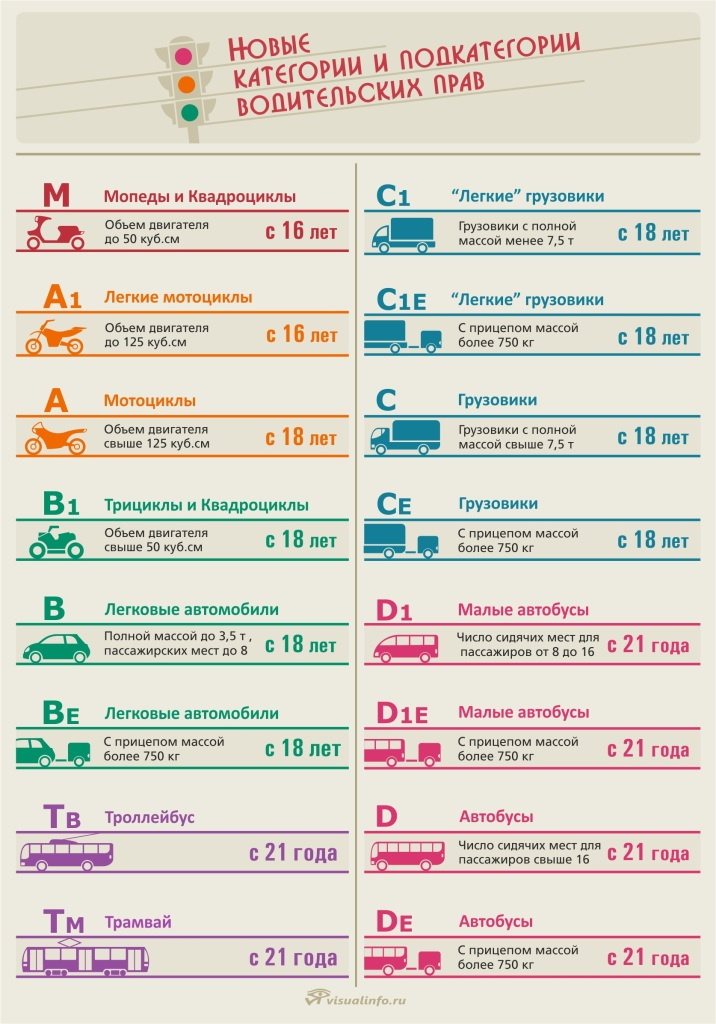 Новые
категории и подкатегории
водительских прав
M
Мопеды и Квадроциклы
Объем двигателя
до 50 куб.см
с 16 лет
A1
Легкие мотоциклы
Объем двигателя
до 125 куб.см
с 16 лет
A
Мотоциклы
Объем двигателя
свыше 125 куб.см
с 18 лет
B1
Трициклы и Квадроциклы
Объем двигателя
свыше 50 куб.см
с 18 лет
B
Легковые автомобили
Полной массой до 3,5 т ,
пассажирских мест до 8
с 18 лет
BE
Легковые автомобили
С прицепом массой
более 750 кг
с 18 лет
Тв
Троллейбус
с 21 года
Тм
Трамвай
с 21 года
C1
“Легкие” грузовики
Грузовики с полной
массой менее 7,5 т
с 18 лет
C1E
“Легкие” грузовики
С прицепом массой
более 750 кг
с 18 лет
C
Грузовики
Грузовики с полной
массой свыше 7,5 т
с 18 лет
CE
Грузовики
С прицепом массой
более 750 кг
с 18 лет
D1
Малые автобусы
Число сидячих мест для
пассажиров от 8 до 16
с 21 года
D1E
Малые автобусы
С прицепом массой
более 750 кг
с 21 года
D
Автобусы
Число сидячих мест для
пассажиров свыше 16
с 21 года
DE
Автобусы
С прицепом массой
более 750 кг
с 21 года
visualinfo.ru